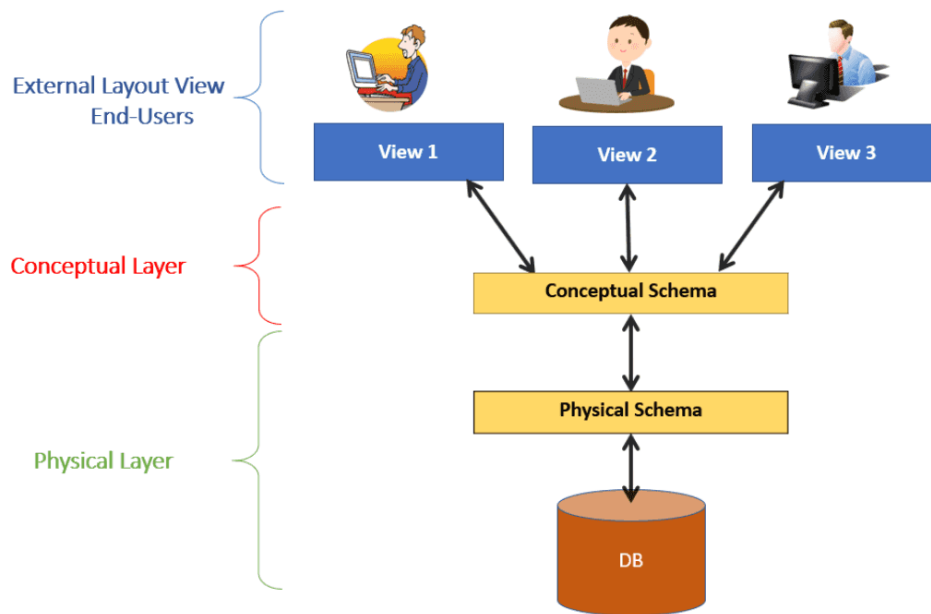 External Layout View
End-Users
View 1
View 2
View 3
Conceptual Layer
Conceptual Schema
Physical Schema
Physical Layer
DB